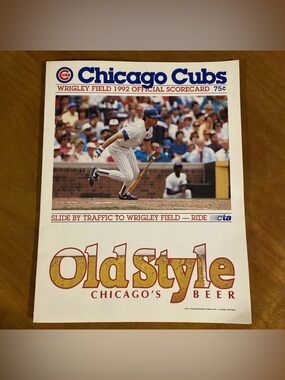 Chicago Cubs
WRIGLEY FIELD 1992 OFFICIAL SCORECARD 75¢
SLIDE BY TRAFFIC TO WRIGLEY FIELD — RIDE cta
Old Style
CHICAGO'S BEER